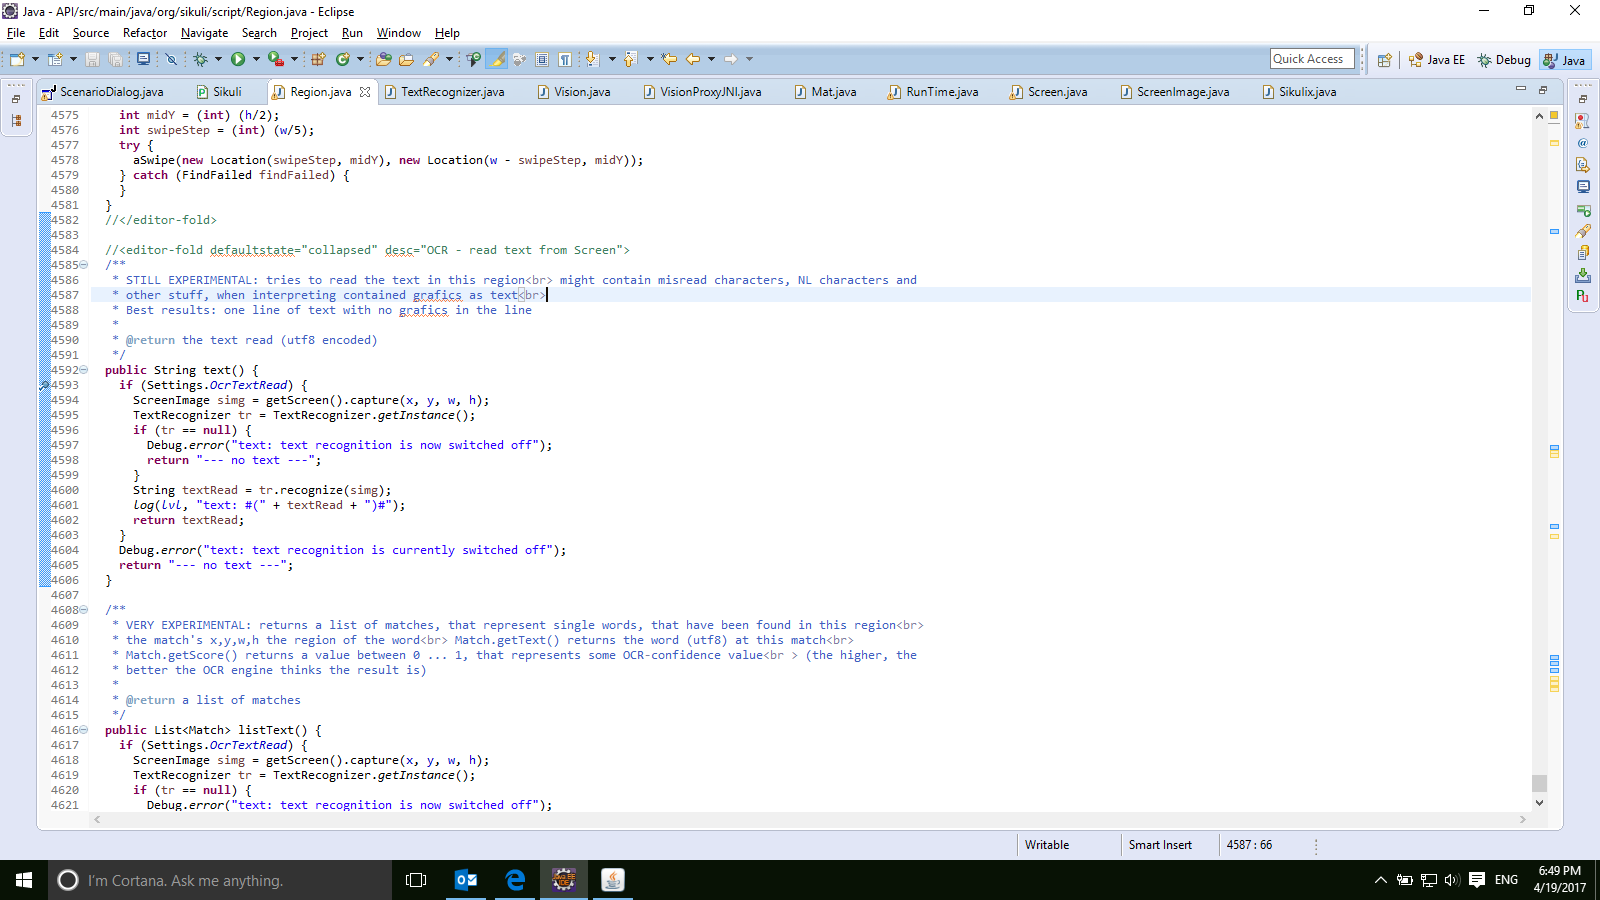 Java - API/src/main/java/org/sikuli/script/Region.java - Eclipse
File Edit Source Refactor Navigate Search Project Run Window Help
Quick Access Java EE Debug Java
ScenarioDialog.java Sikuli Region.java TextRecognizer.java Vision.java VisionProxyJNI.java Mat.java RunTime.java Screen.java ScreenImage.java Sikulix.java
4575 int midY = (int) (h/2);
4576 int swipeStep = (int) (w/5);
4577 try {
4578 aSwipe(new Location(swipeStep, midY), new Location(w - swipeStep, midY));
4579 } catch (FindFailed findFailed) {
4580 }
4581 }
4582 //</editor-fold>
4583
4584 //<editor-fold defaultstate="collapsed" desc="OCR - read text from Screen">
4585 /**
4586 * STILL EXPERIMENTAL: tries to read the text in this region<br> might contain misread characters, NL characters and
4587 * other stuff, when interpreting contained grafics as text<br>
4588 * Best results: one line of text with no grafics in the line
4589 *
4590 * @return the text read (utf8 encoded)
4591 */
4592 public String text() {
4593 if (Settings.OcrTextRead) {
4594 ScreenImage simg = getScreen().capture(x, y, w, h);
4595 TextRecognizer tr = TextRecognizer.getInstance();
4596 if (tr == null) {
4597 Debug.error("text: text recognition is now switched off");
4598 return "--- no text ---";
4599 }
4600 String textRead = tr.recognize(simg);
4601 log(lvl, "text: #(" + textRead + ")#");
4602 return textRead;
4603 }
4604 Debug.error("text: text recognition is currently switched off");
4605 return "--- no text ---";
4606 }
4607
4608 /**
4609 * VERY EXPERIMENTAL: returns a list of matches, that represent single words, that have been found in this region<br>
4610 * the match's x,y,w,h the region of the word<br> Match.getText() returns the word (utf8) at this match<br>
4611 * Match.getScore() returns a value between 0 ... 1, that represents some OCR-confidence value<br > (the higher, the
4612 * better the OCR engine thinks the result is)
4613 *
4614 * @return a list of matches
4615 */
4616 public List<Match> listText() {
4617 if (Settings.OcrTextRead) {
4618 ScreenImage simg = getScreen().capture(x, y, w, h);
4619 TextRecognizer tr = TextRecognizer.getInstance();
4620 if (tr == null) {
4621 Debug.error("text: text recognition is now switched off");
Writable Smart Insert 4587 : 66
I'm Cortana. Ask me anything. ENG 6:49 PM
4/19/2017